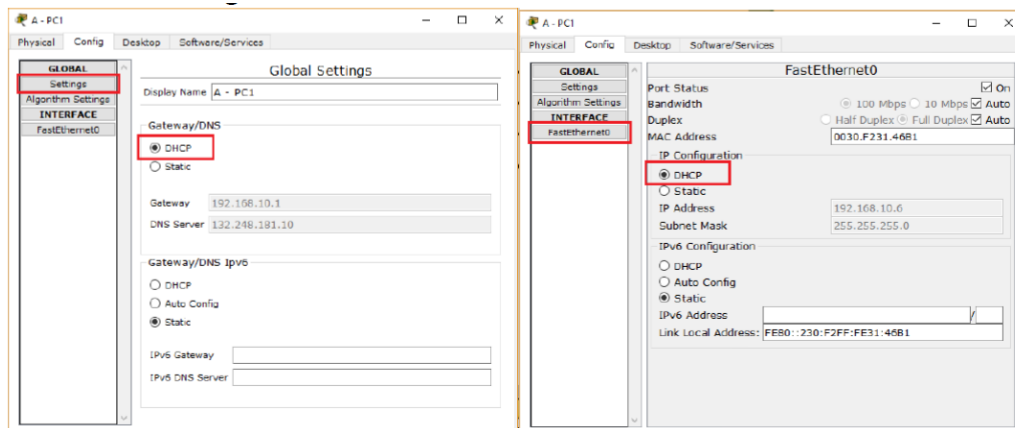 A - PC1
Physical Config Desktop Software/Services
GLOBAL
Settings
Algorithm Settings
INTERFACE
FastEthernet0
Global Settings
Display Name A - PC1
Gateway/DNS
DHCP
Static
Gateway 192.168.10.1
DNS Server 132.248.181.10
Gateway/DNS Ipv6
DHCP
Auto Config
Static
IPv6 Gateway
IPv6 DNS Server
A - PC1
Physical Config Desktop Software/Services
GLOBAL
Settings
Algorithm Settings
INTERFACE
FastEthernet0
FastEthernet0
Port Status On
Bandwidth 100 Mbps 10 Mbps Auto
Duplex Half Duplex Full Duplex Auto
MAC Address 0030.F231.46B1
IP Configuration
DHCP
Static
IP Address 192.168.10.6
Subnet Mask 255.255.255.0
IPv6 Configuration
DHCP
Auto Config
Static
IPv6 Address /
Link Local Address: FE80::230:F2FF:FE31:46B1